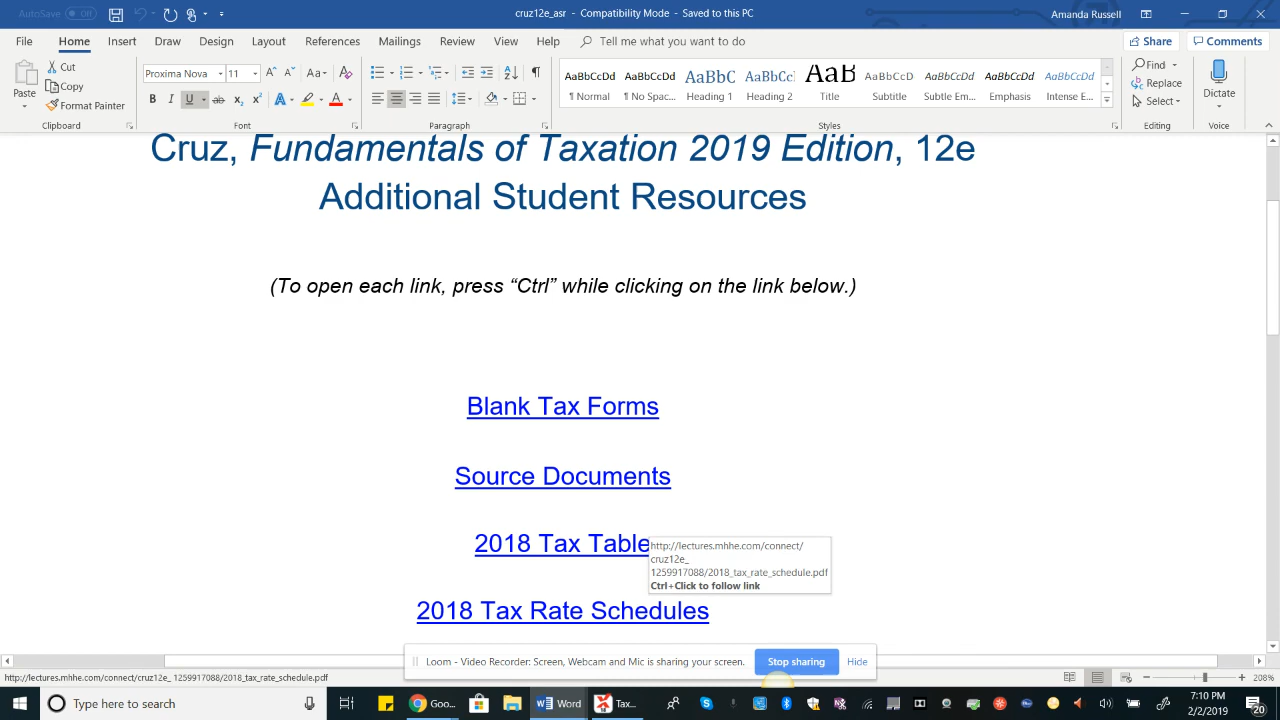 AutoSave Off
cruz12e_asr - Compatibility Mode - Saved to this PC
Amanda Russell
File Home Insert Draw Design Layout References Mailings Review View Help Tell me what you want to do
Share Comments
Paste
Cut
Copy
Format Painter
Clipboard
Proxima Nova 11
Font
Paragraph
AaBbCcDd AaBbCcDd AaBbC AaBbCc AaB AaBbCcDd AaBbCcDd AaBbCcDd AaBbCcDd
¶ Normal ¶ No Spac... Heading 1 Heading 2 Title Subtitle Subtle Em... Emphasis Intense E...
Styles
Find
Replace
Select
Editing
Dictate
Voice
Cruz, Fundamentals of Taxation 2019 Edition, 12e
Additional Student Resources
(To open each link, press “Ctrl” while clicking on the link below.)
Blank Tax Forms
Source Documents
2018 Tax Table
http://lectures.mhhe.com/connect/
cruz12e_
1259917088/2018_tax_rate_schedule.pdf
Ctrl+Click to follow link
2018 Tax Rate Schedules
Loom - Video Recorder: Screen, Webcam and Mic is sharing your screen. Stop sharing Hide
http://lectures.mhhe.com/connect/cruz12e_ 1259917088/2018_tax_rate_schedule.pdf
208%
Type here to search
Goo...
Word
Tax...
7:10 PM
2/2/2019
20